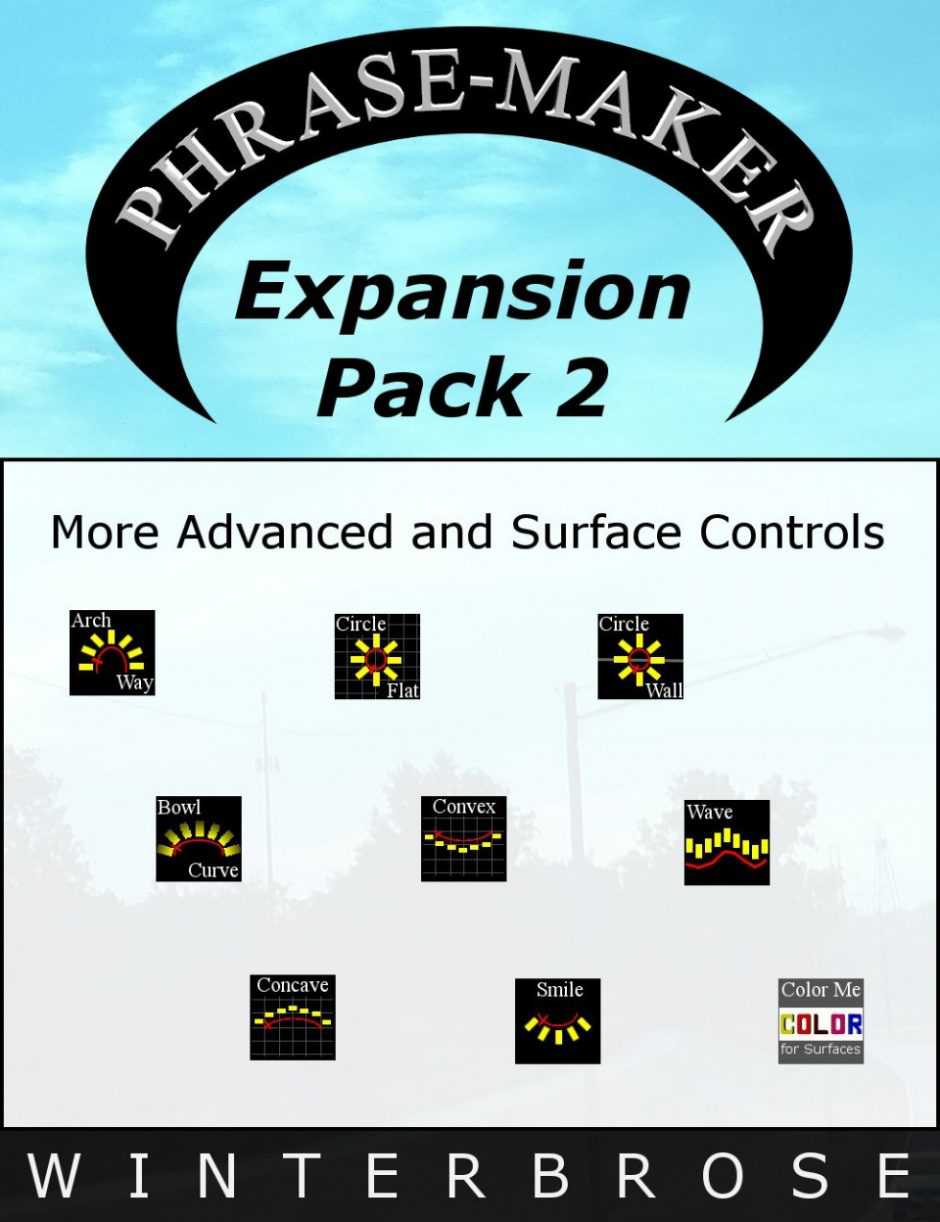 PHRASE-MAKER
Expansion
Pack 2
More Advanced and Surface Controls
Arch
Way
Circle
Flat
Circle
Wall
Bowl
Curve
Convex
Wave
Concave
Smile
Color Me
COLOR
for Surfaces
WINTERBROSE